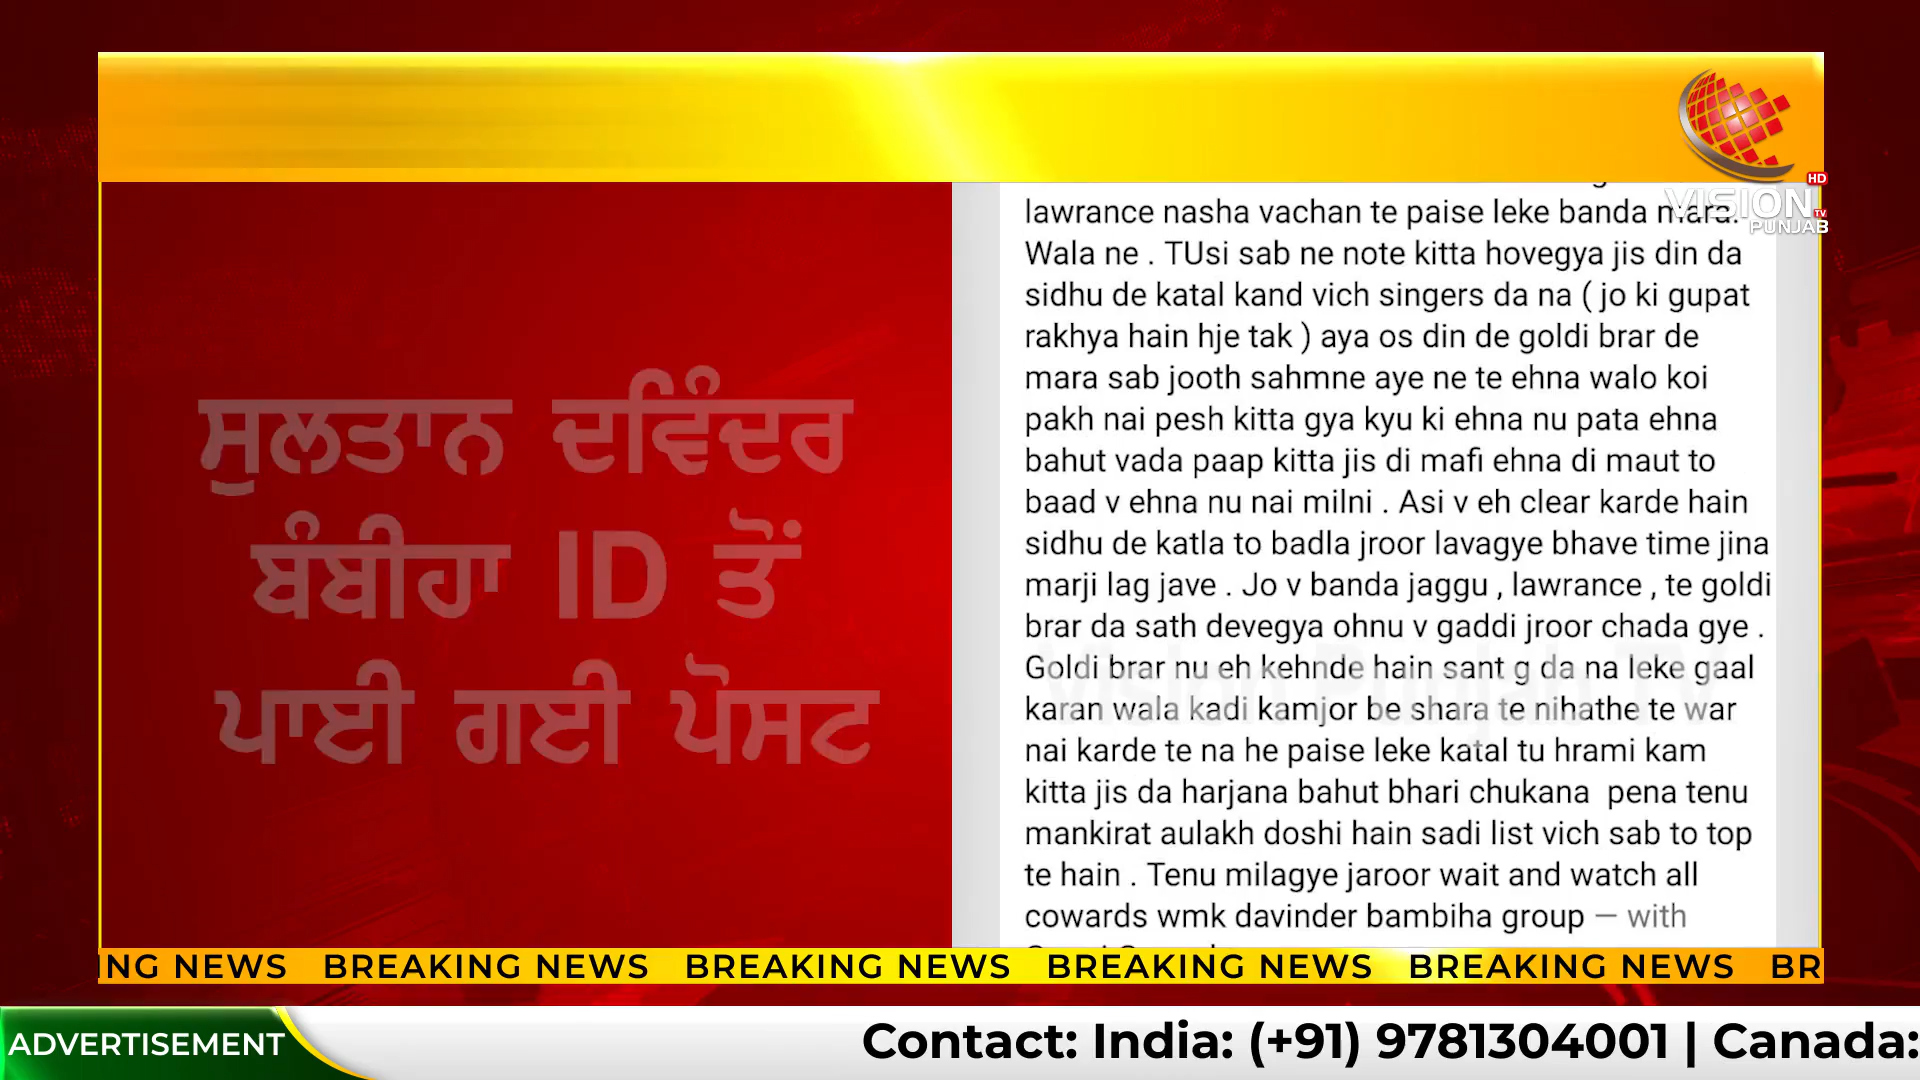 HD
VISION
TV
PUNJAB
lawrance nasha vachan te paise leke banda mara.
Wala ne . TUsi sab ne note kitta hovegya jis din da
sidhu de katal kand vich singers da na ( jo ki gupat
rakhya hain hje tak ) aya os din de goldi brar de
mara sab jooth sahmne aye ne te ehna walo koi
pakh nai pesh kitta gya kyu ki ehna nu pata ehna
bahut vada paap kitta jis di mafi ehna di maut to
baad v ehna nu nai milni . Asi v eh clear karde hain
sidhu de katla to badla jroor lavagye bhave time jina
marji lag jave . Jo v banda jaggu , lawrance , te goldi
brar da sath devegya ohnu v gaddi jroor chada gye .
Goldi brar nu eh kehnde hain sant g da na leke gaal
karan wala kadi kamjor be shara te nihathe te war
nai karde te na he paise leke katal tu hrami kam
kitta jis da harjana bahut bhari chukana pena tenu
mankirat aulakh doshi hain sadi list vich sab to top
te hain . Tenu milagye jaroor wait and watch all
cowards wmk davinder bambiha group — with
Vision Punjab TV
ਸੁਲਤਾਨ ਦਵਿੰਦਰ
ਬੰਬੀਹਾ ID ਤੋਂ
ਪਾਈ ਗਈ ਪੋਸਟ
ING NEWS BREAKING NEWS BREAKING NEWS BREAKING NEWS BREAKING NEWS BR
ADVERTISEMENT
Contact: India: (+91) 9781304001 | Canada: